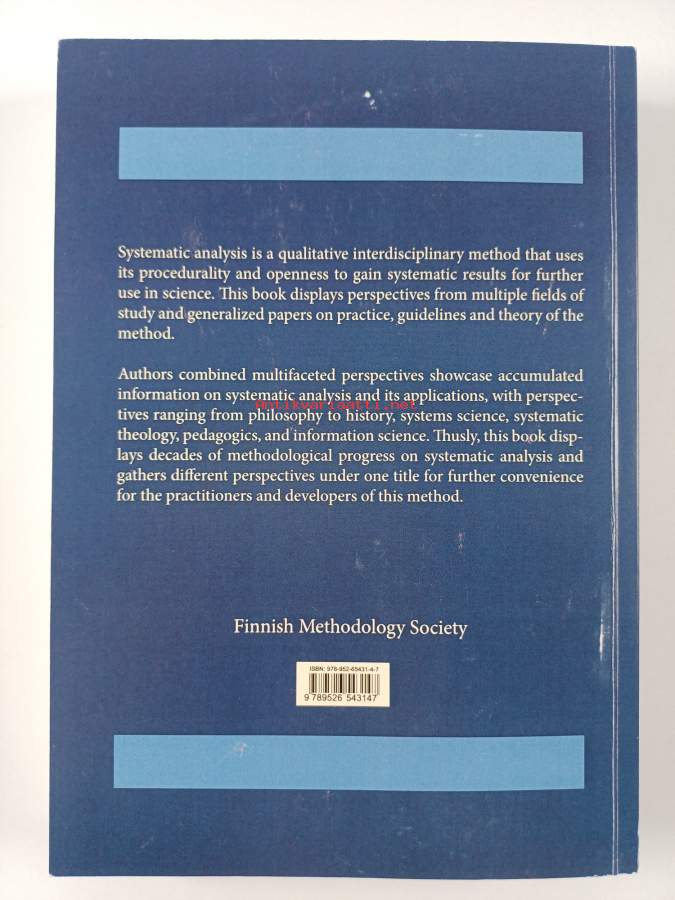 Systematic analysis is a qualitative interdisciplinary method that uses
its procedurality and openness to gain systematic results for further
use in science. This book displays perspectives from multiple fields of
study and generalized papers on practice, guidelines and theory of the
method.
Authors combined multifaceted perspectives showcase accumulated
information on systematic analysis and its applications, with perspec-
antikvariaatti.net
tives ranging from philosophy to history, systems science, systematic
theology, pedagogics, and information science. Thusly, this book disp-
lays decades of methodological progress on systematic analysis and
gathers different perspectives under one title for further convenience
for the practitioners and developers of this method.
Finnish Methodology Society
ISBN: 978-952-65431-4-7
9 789526 543147